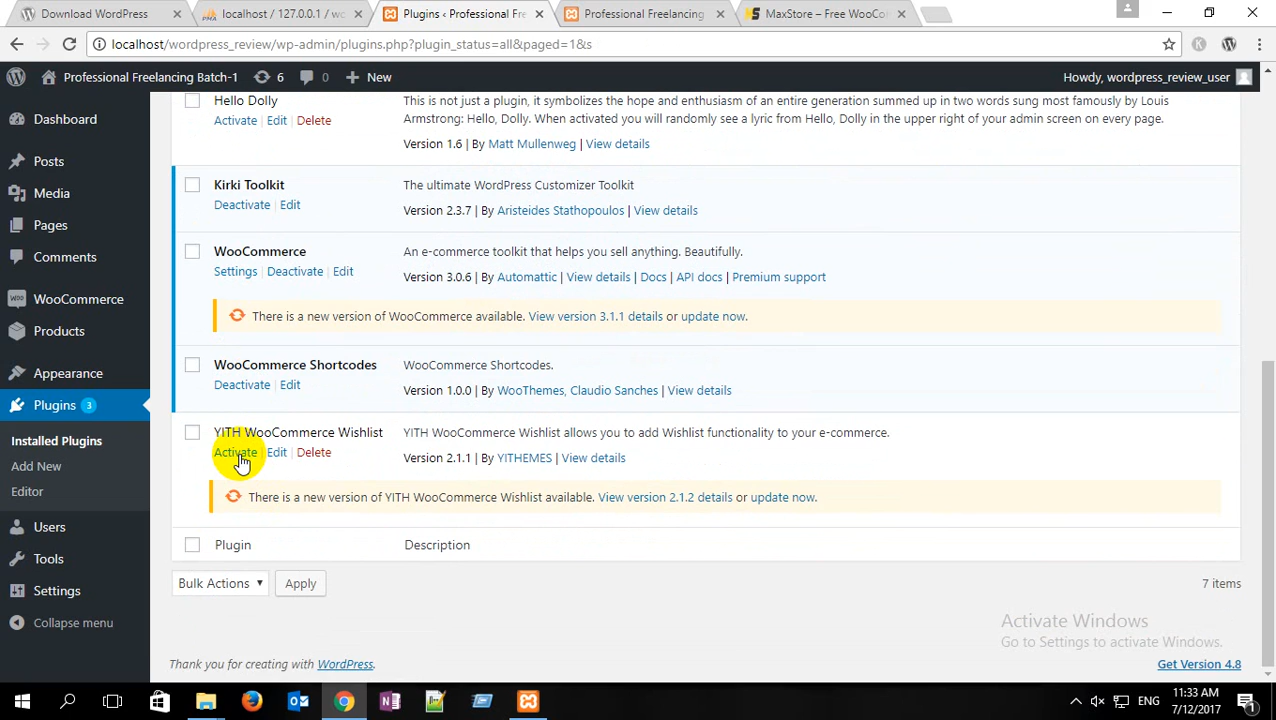 Download WordPress
localhost / 127.0.0.1 / wo
Plugins ‹ Professional Fre
Professional Freelancing
MaxStore – Free WooCo
localhost/wordpress_review/wp-admin/plugins.php?plugin_status=all&paged=1&s
Professional Freelancing Batch-1
6
0
New
Howdy, wordpress_review_user
Dashboard
Posts
Media
Pages
Comments
WooCommerce
Products
Appearance
Plugins 3
Installed Plugins
Add New
Editor
Users
Tools
Settings
Collapse menu
Hello Dolly
Activate | Edit | Delete
This is not just a plugin, it symbolizes the hope and enthusiasm of an entire generation summed up in two words sung most famously by Louis
Armstrong: Hello, Dolly. When activated you will randomly see a lyric from Hello, Dolly in the upper right of your admin screen on every page.
Version 1.6 | By Matt Mullenweg | View details
Kirki Toolkit
Deactivate | Edit
The ultimate WordPress Customizer Toolkit
Version 2.3.7 | By Aristeides Stathopoulos | View details
WooCommerce
Settings | Deactivate | Edit
An e-commerce toolkit that helps you sell anything. Beautifully.
Version 3.0.6 | By Automattic | View details | Docs | API docs | Premium support
There is a new version of WooCommerce available. View version 3.1.1 details or update now.
WooCommerce Shortcodes
Deactivate | Edit
WooCommerce Shortcodes.
Version 1.0.0 | By WooThemes, Claudio Sanches | View details
YITH WooCommerce Wishlist
Activate | Edit | Delete
YITH WooCommerce Wishlist allows you to add Wishlist functionality to your e-commerce.
Version 2.1.1 | By YITHEMES | View details
There is a new version of YITH WooCommerce Wishlist available. View version 2.1.2 details or update now.
Plugin
Description
Bulk Actions
Apply
7 items
Activate Windows
Go to Settings to activate Windows.
Thank you for creating with WordPress.
Get Version 4.8
ENG
11:33 AM
7/12/2017